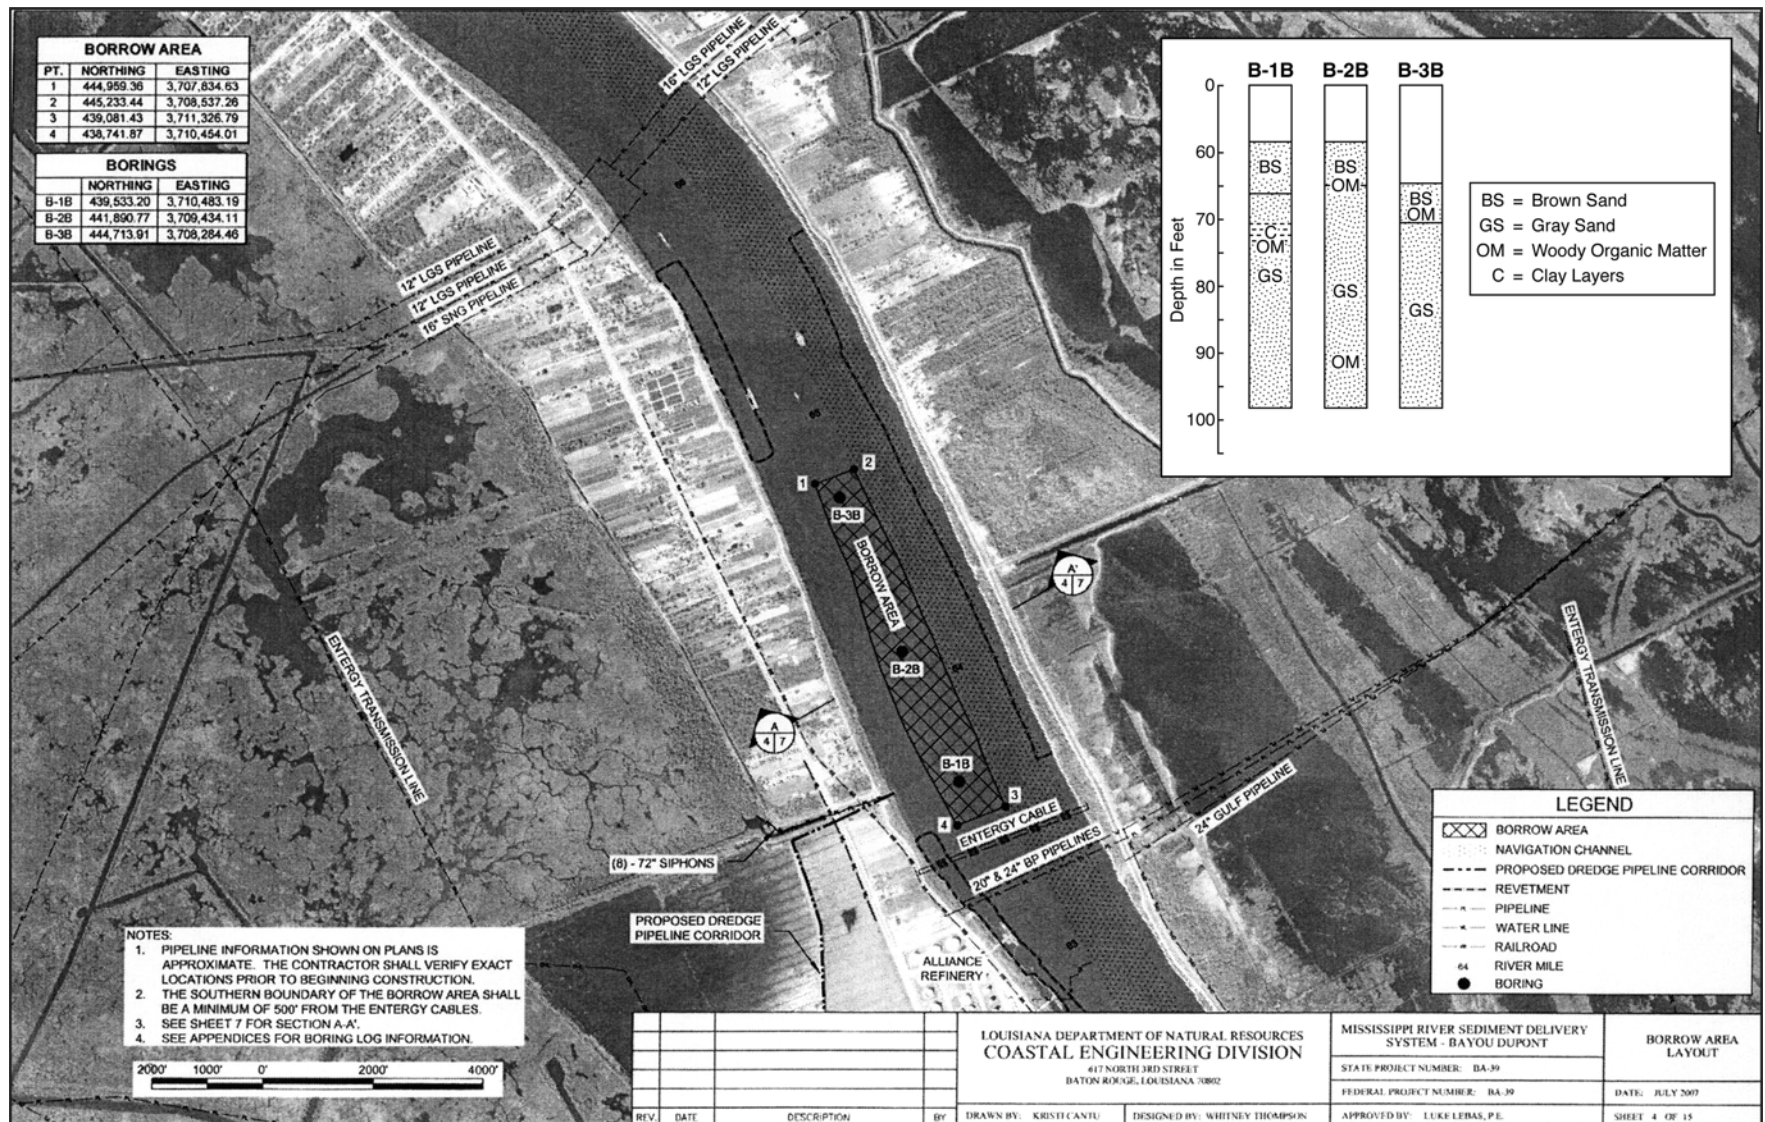 BORROW AREA
PT. NORTHING EASTING
1 444,959.36 3,707,834.63
2 445,233.44 3,708,537.26
3 439,081.43 3,711,326.79
4 438,741.87 3,710,454.01
BORINGS
NORTHING EASTING
B-1B 439,533.20 3,710,483.19
B-2B 441,890.77 3,709,434.11
B-3B 444,713.91 3,708,284.46
16" LGS PIPELINE
12" LGS PIPELINE
12" LGS PIPELINE
12" LGS PIPELINE
16" SNG PIPELINE
B-1B B-2B B-3B
0
60
70
80
90
100
Depth in Feet
BS
C
OM
GS
BS
OM
GS
OM
BS
OM
GS
BS = Brown Sand
GS = Gray Sand
OM = Woody Organic Matter
C = Clay Layers
1
2
B-3B
BORROW AREA
B-2B
64
B-1B
3
4
A'
4 7
A
4 7
ENTERGY TRANSMISSION LINE
ENTERGY TRANSMISSION LINE
ENTERGY CABLE
20" & 24" BP PIPELINES
24" GULF PIPELINE
(8) - 72" SIPHONS
PROPOSED DREDGE
PIPELINE CORRIDOR
ALLIANCE
REFINERY
63
65
LEGEND
BORROW AREA
NAVIGATION CHANNEL
PROPOSED DREDGE PIPELINE CORRIDOR
REVETMENT
PIPELINE
WATER LINE
RAILROAD
64 RIVER MILE
BORING
NOTES:
1. PIPELINE INFORMATION SHOWN ON PLANS IS
APPROXIMATE. THE CONTRACTOR SHALL VERIFY EXACT
LOCATIONS PRIOR TO BEGINNING CONSTRUCTION.
2. THE SOUTHERN BOUNDARY OF THE BORROW AREA SHALL
BE A MINIMUM OF 500' FROM THE ENTERGY CABLES.
3. SEE SHEET 7 FOR SECTION A-A'.
4. SEE APPENDICES FOR BORING LOG INFORMATION.
2000' 1000' 0' 2000' 4000'
REV. DATE DESCRIPTION BY
LOUISIANA DEPARTMENT OF NATURAL RESOURCES
COASTAL ENGINEERING DIVISION
617 NORTH 3RD STREET
BATON ROUGE, LOUISIANA 70802
DRAWN BY: KRISTI CANTU DESIGNED BY: WHITNEY THOMPSON
MISSISSIPPI RIVER SEDIMENT DELIVERY
SYSTEM - BAYOU DUPONT
STATE PROJECT NUMBER: BA-39
FEDERAL PROJECT NUMBER: BA-39
APPROVED BY: LUKE LEBAS, P.E.
BORROW AREA
LAYOUT
DATE: JULY 2007
SHEET 4 OF 15